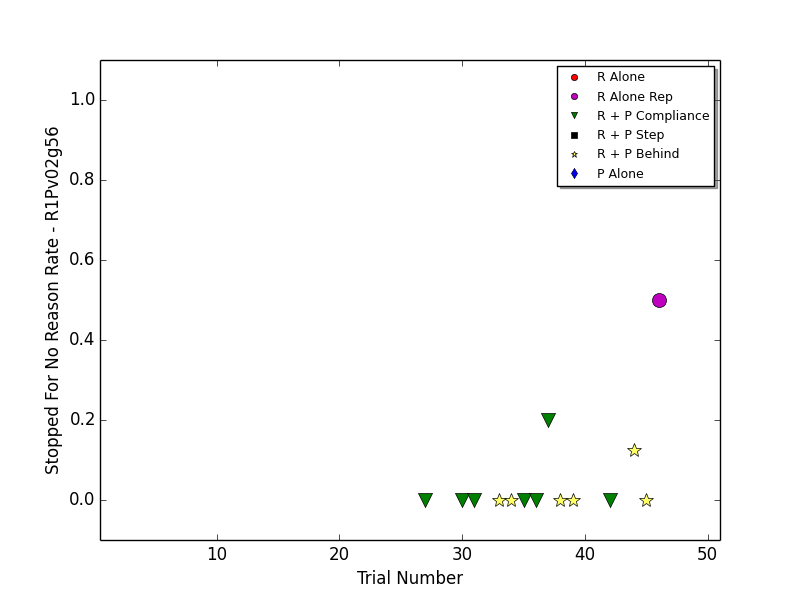 R Alone
R Alone Rep
R + P Compliance
R + P Step
R + P Behind
P Alone
1.0
0.8
0.6
0.4
0.2
0.0
Stopped For No Reason Rate - R1Pv02g56
10 20 30 40 50
Trial Number